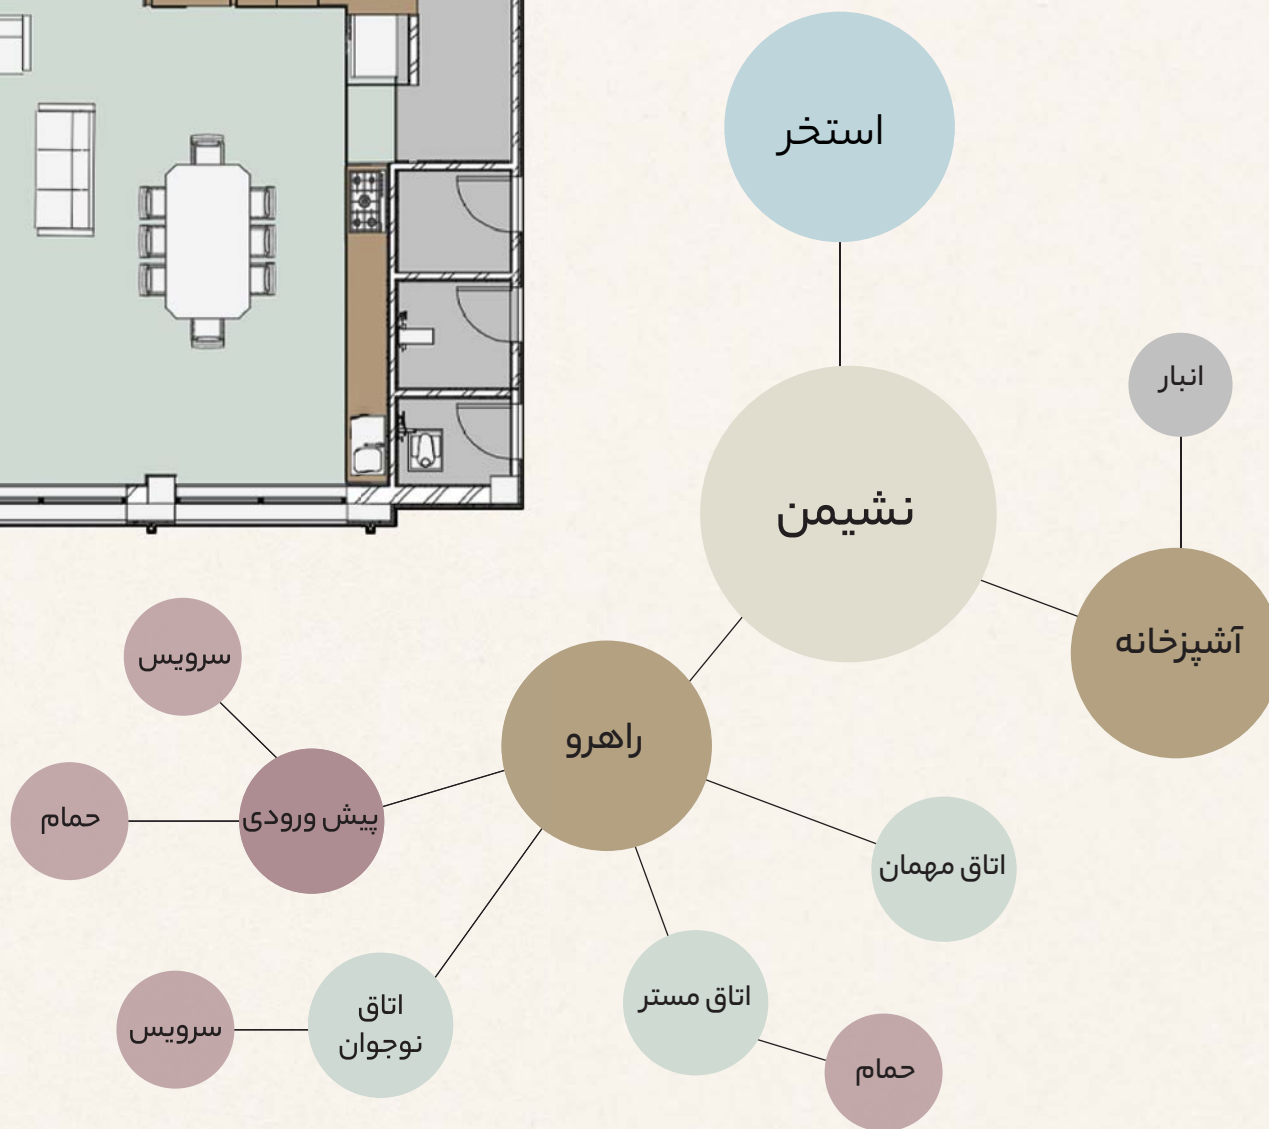 استخر
انبار
نشیمن
آشپزخانه
سرویس
راهرو
پیش ورودی
حمام
اتاق مهمان
اتاق مستر
اتاق
نوجوان
سرویس
حمام